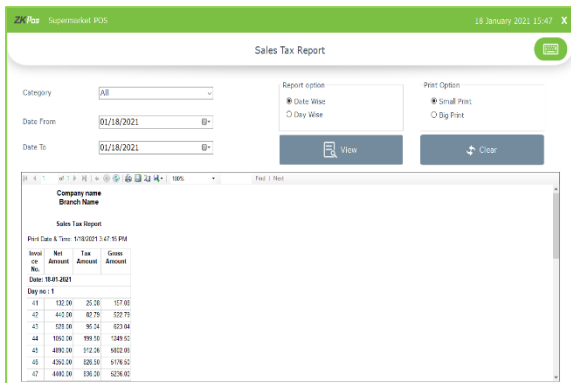 ZKPos Supermarket POS 18 January 2021 15:47 X
Sales Tax Report
Category All
Date From 01/18/2021
Date To 01/18/2021
Report option
Date Wise
Day Wise
Print Option
Small Print
Big Print
View
Clear
1 of 1 100% Find | Next
Company name
Branch Name
Sales Tax Report
Print Date & Time: 1/18/2021 3:47:15 PM
Invoi
ce
No. Net
Amount Tax
Amount Gross
Amount
Date: 18-01-2021
Day no : 1
41 132.00 25.08 157.08
42 440.00 82.79 522.79
43 528.00 95.04 623.04
44 1050.00 199.50 1249.50
45 4890.00 912.06 5802.06
46 4350.00 826.50 5176.50
47 4400.00 836.00 5236.00